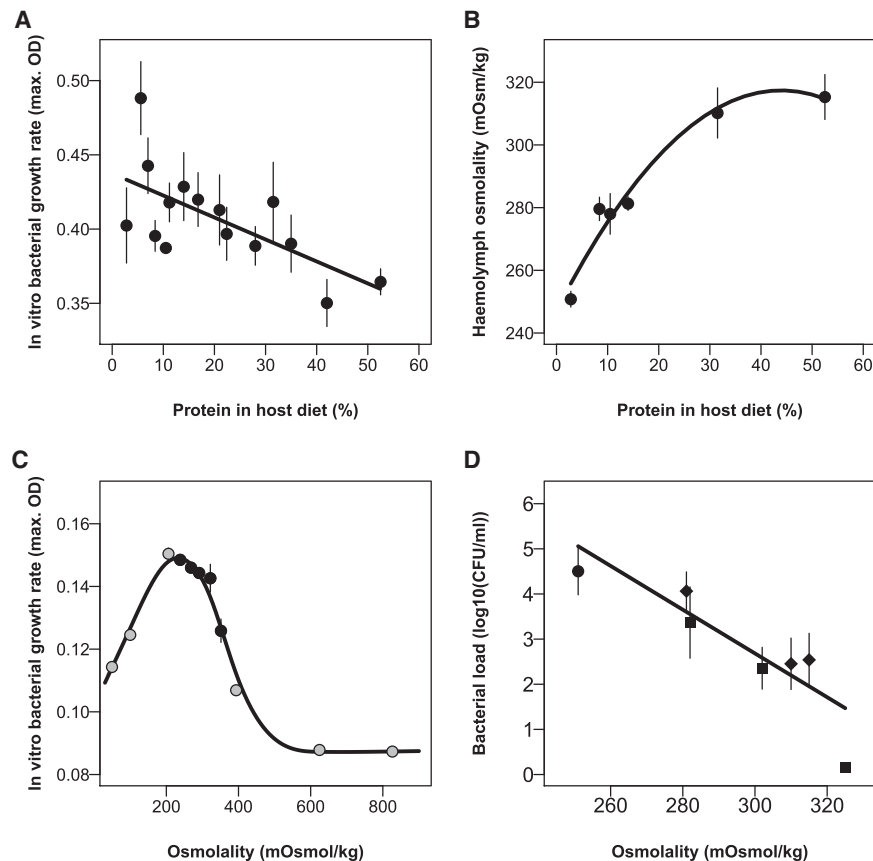 A
In vitro bacterial growth rate (max. OD)
0.50
0.45
0.40
0.35
0 10 20 30 40 50 60
Protein in host diet (%)
B
Haemolymph osmolality (mOsm/kg)
320
300
280
260
240
0 10 20 30 40 50 60
Protein in host diet (%)
C
In vitro bacterial growth rate (max. OD)
0.16
0.14
0.12
0.10
0.08
200 400 600 800
Osmolality (mOsmol/kg)
D
Bacterial load (log10(CFU/ml))
6
5
4
3
2
1
0
260 280 300 320
Osmolality (mOsmol/kg)